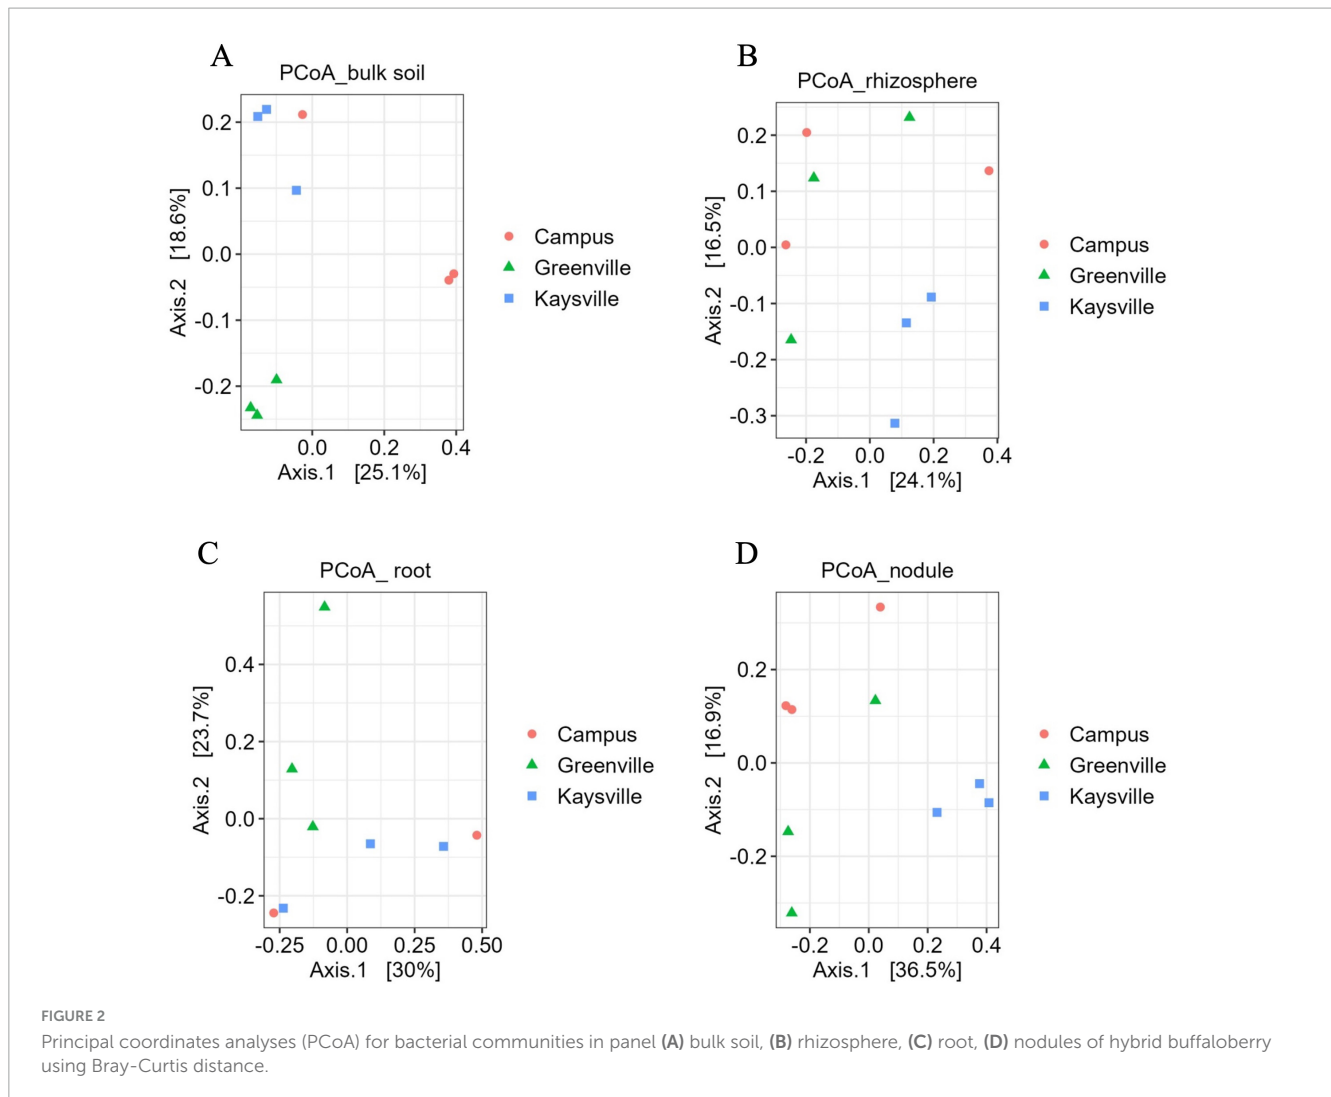 A
PCoA_bulk soil
0.2
0.1
0.0
-0.1
-0.2
Axis.2 [18.6%]
0.0 0.2 0.4
Axis.1 [25.1%]
Campus
Greenville
Kaysville
B
PCoA_rhizosphere
0.2
0.1
0.0
-0.1
-0.2
-0.3
Axis.2 [16.5%]
-0.2 0.0 0.2 0.4
Axis.1 [24.1%]
Campus
Greenville
Kaysville
C
PCoA_ root
0.4
0.2
0.0
-0.2
Axis.2 [23.7%]
-0.25 0.00 0.25 0.50
Axis.1 [30%]
Campus
Greenville
Kaysville
D
PCoA_nodule
0.2
0.0
-0.2
Axis.2 [16.9%]
-0.2 0.0 0.2 0.4
Axis.1 [36.5%]
Campus
Greenville
Kaysville
FIGURE 2
Principal coordinates analyses (PCoA) for bacterial communities in panel (A) bulk soil, (B) rhizosphere, (C) root, (D) nodules of hybrid buffaloberry
using Bray-Curtis distance.